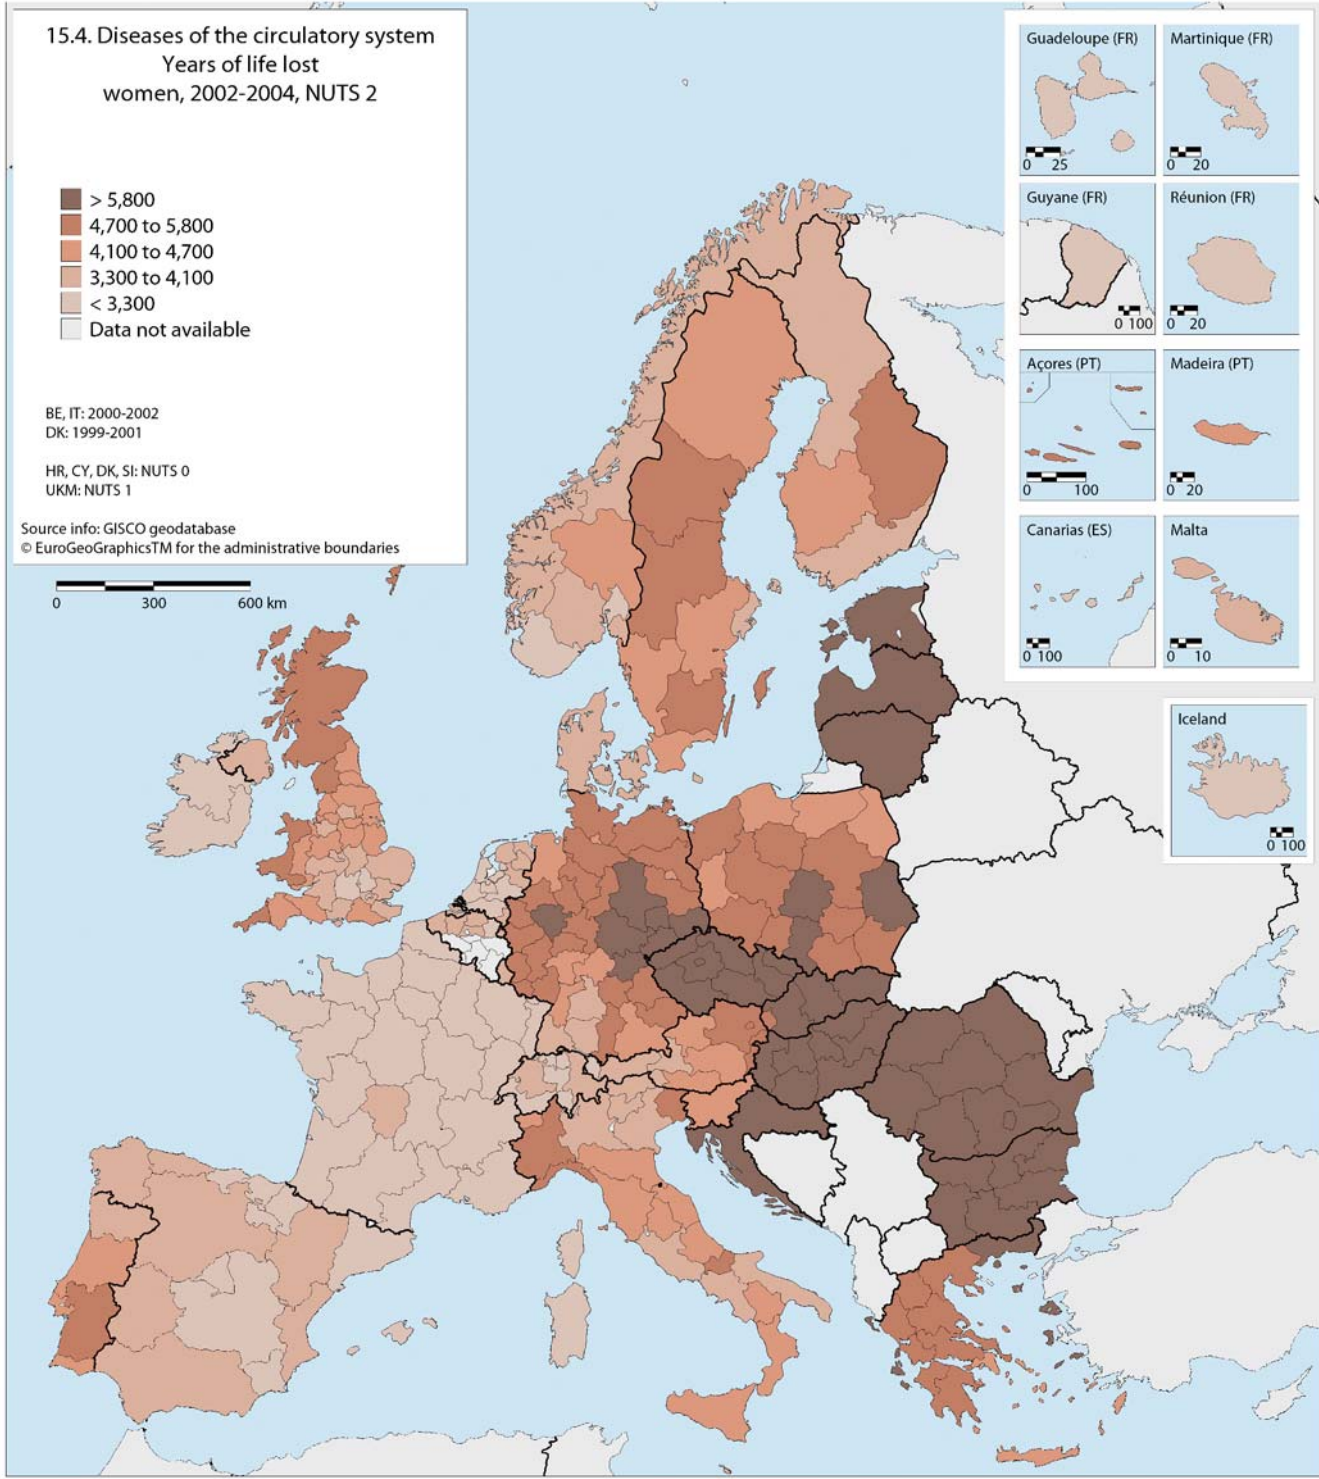 15.4. Diseases of the circulatory system
Years of life lost
women, 2002-2004, NUTS 2
> 5,800
4,700 to 5,800
4,100 to 4,700
3,300 to 4,100
< 3,300
Data not available
BE, IT: 2000-2002
DK: 1999-2001
HR, CY, DK, SI: NUTS 0
UKM: NUTS 1
Source info: GISCO geodatabase
© EuroGeoGraphicsTM for the administrative boundaries
0 300 600 km
Guadeloupe (FR)
0 25
Martinique (FR)
0 20
Guyane (FR)
0 100
Réunion (FR)
0 20
Açores (PT)
0 100
Madeira (PT)
0 20
Canarias (ES)
0 100
Malta
0 10
Iceland
0 100